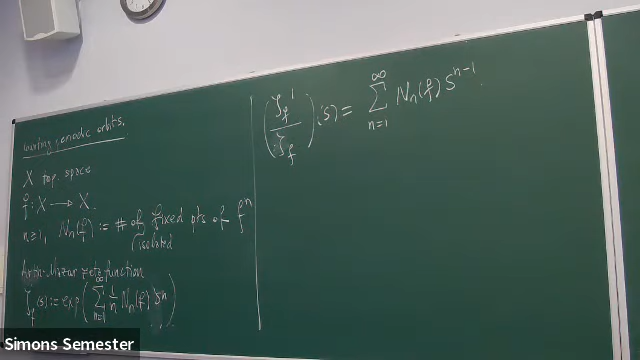 counting periodic orbits.
X top. space
f: X → X.
n≥1, N_n(f) := # of fixed pts of f^n
isolated
Artin-Mazur zeta function
ζ_f(s) := exp( Σ_{n=1}^{∞} 1/n N_n(f) s^n )
(ζ_f' / ζ_f)(s) = Σ_{n=1}^{∞} N_n(f) s^{n-1}.
Simons Semester